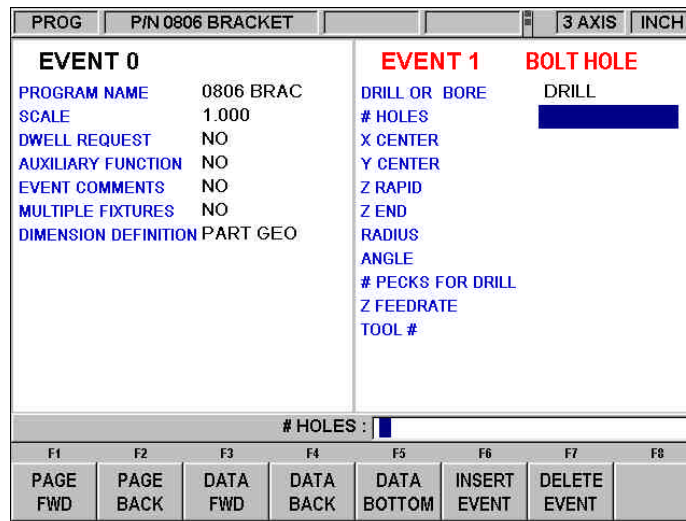 PROG P/N 0806 BRACKET 3 AXIS INCH
EVENT 0
PROGRAM NAME 0806 BRAC
SCALE 1.000
DWELL REQUEST NO
AUXILIARY FUNCTION NO
EVENT COMMENTS NO
MULTIPLE FIXTURES NO
DIMENSION DEFINITION PART GEO
EVENT 1 BOLT HOLE
DRILL OR BORE DRILL
# HOLES
X CENTER
Y CENTER
Z RAPID
Z END
RADIUS
ANGLE
# PECKS FOR DRILL
Z FEEDRATE
TOOL #
# HOLES :
F1 F2 F3 F4 F5 F6 F7 F8
PAGE FWD
PAGE BACK
DATA FWD
DATA BACK
DATA BOTTOM
INSERT EVENT
DELETE EVENT